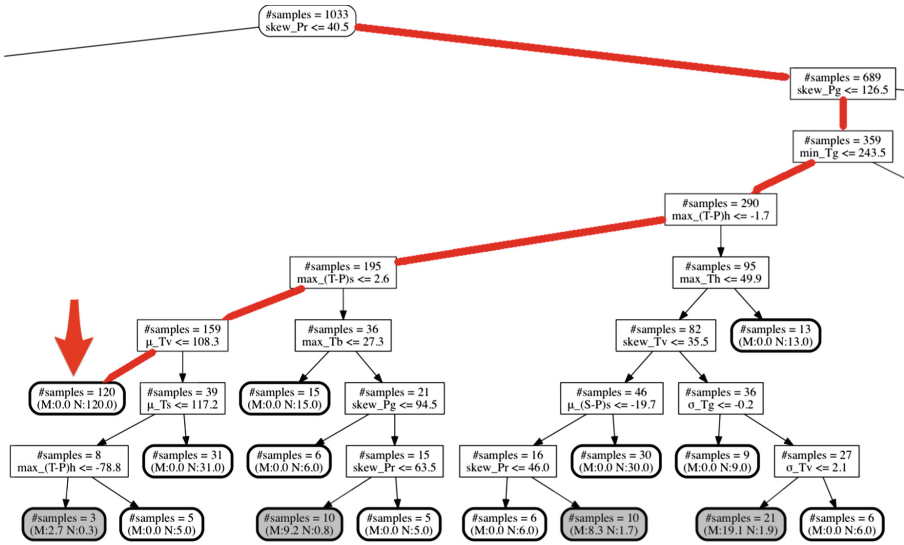 #samples = 1033
skew_Pr <= 40.5
#samples = 689
skew_Pg <= 126.5
#samples = 359
min_Tg <= 243.5
#samples = 290
max_(T-P)h <= -1.7
#samples = 195
max_(T-P)s <= 2.6
#samples = 95
max_Th <= 49.9
#samples = 159
μ_Tv <= 108.3
#samples = 36
max_Tb <= 27.3
#samples = 82
skew_Tv <= 35.5
#samples = 13
(M:0.0 N:13.0)
#samples = 120
(M:0.0 N:120.0)
#samples = 39
μ_Ts <= 117.2
#samples = 15
(M:0.0 N:15.0)
#samples = 21
skew_Pg <= 94.5
#samples = 46
μ_(S-P)s <= -19.7
#samples = 36
σ_Tg <= -0.2
#samples = 8
max_(T-P)h <= -78.8
#samples = 31
(M:0.0 N:31.0)
#samples = 6
(M:0.0 N:6.0)
#samples = 15
skew_Pr <= 63.5
#samples = 16
skew_Pr <= 46.0
#samples = 30
(M:0.0 N:30.0)
#samples = 9
(M:0.0 N:9.0)
#samples = 27
σ_Tv <= 2.1
#samples = 3
(M:2.7 N:0.3)
#samples = 5
(M:0.0 N:5.0)
#samples = 10
(M:9.2 N:0.8)
#samples = 5
(M:0.0 N:5.0)
#samples = 6
(M:0.0 N:6.0)
#samples = 10
(M:8.3 N:1.7)
#samples = 21
(M:19.1 N:1.9)
#samples = 6
(M:0.0 N:6.0)